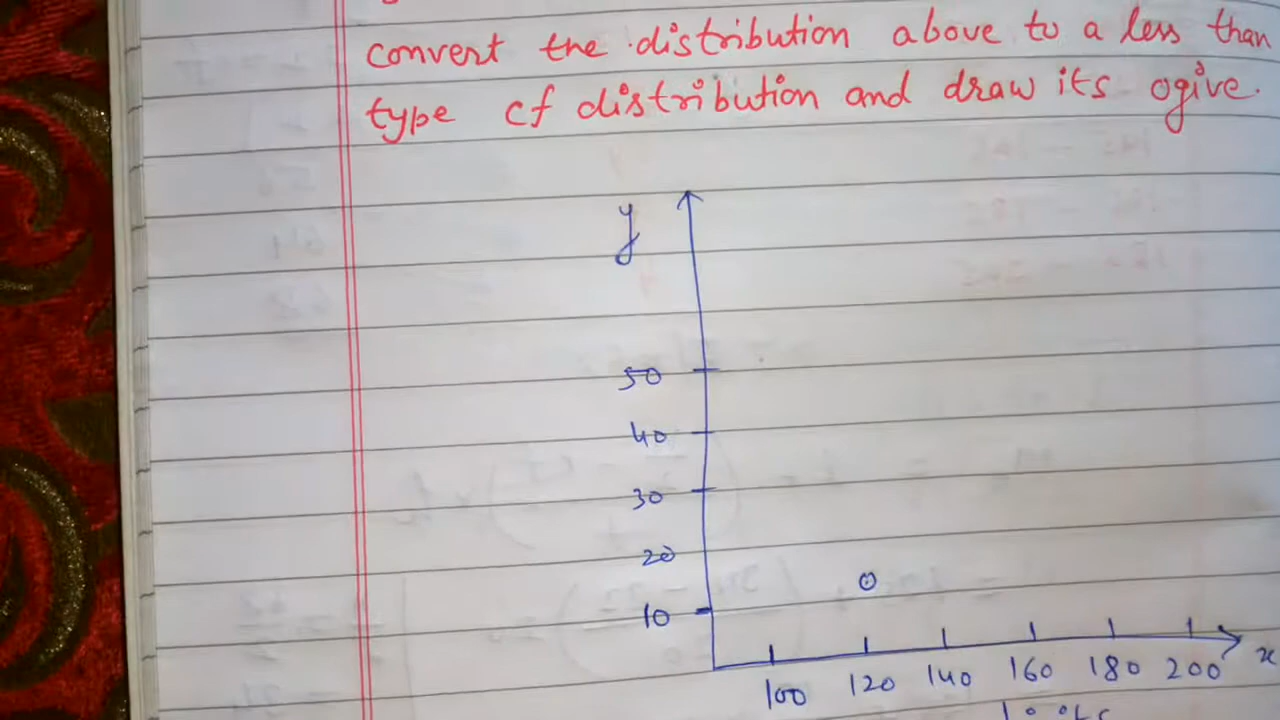 convert the distribution above to a less than
type cf distribution and draw its ogive.
y
50
40
30
20
10
100 120 140 160 180 200 x